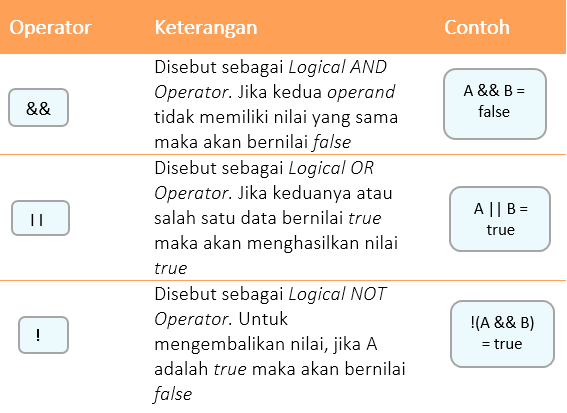 Operator Keterangan Contoh
&&
Disebut sebagai Logical AND
Operator. Jika kedua operand
tidak memiliki nilai yang sama
maka akan bernilai false
A && B =
false
||
Disebut sebagai Logical OR
Operator. Jika keduanya atau
salah satu data bernilai true
maka akan menghasilkan nilai
true
A || B =
true
!
Disebut sebagai Logical NOT
Operator. Untuk
mengembalikan nilai, jika A
adalah true maka akan bernilai
false
!(A && B)
= true